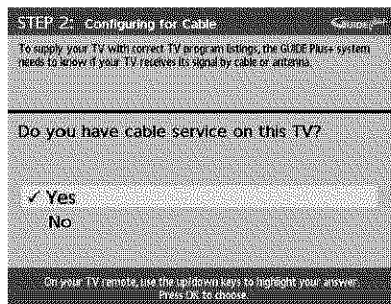 STEP 2: Configuring for Cable GUIDE Plus+
To supply your TV with correct TV program listings, the GUIDE Plus+ system
needs to know if your TV receives its signal by cable or antenna.
Do you have cable service on this TV?
✓ Yes
No
On your TV remote, use the up/down keys to highlight your answer.
Press OK to choose.